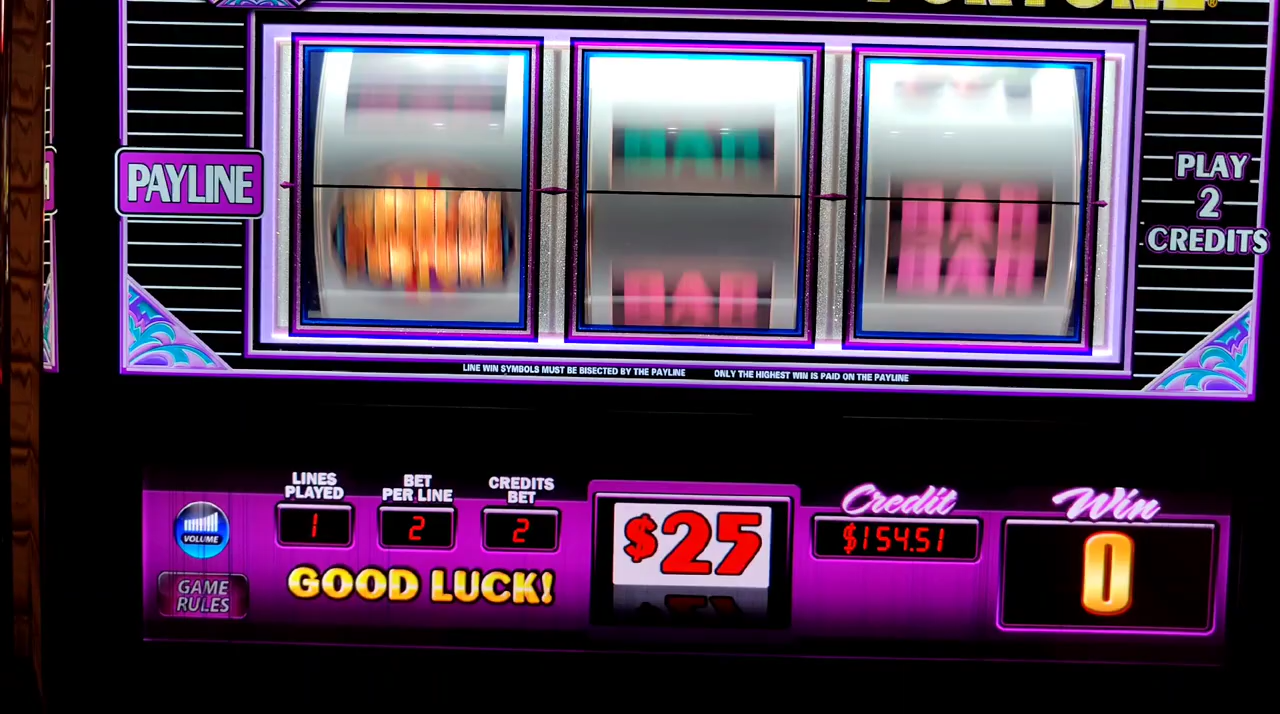 PAYLINE
PLAY
2
CREDITS
LINE WIN SYMBOLS MUST BE BISECTED BY THE PAYLINE ONLY THE HIGHEST WIN IS PAID ON THE PAYLINE
LINES PLAYED
1
BET PER LINE
2
CREDITS BET
2
VOLUME
GAME RULES
GOOD LUCK!
$25
Credit
$154.51
Win
0